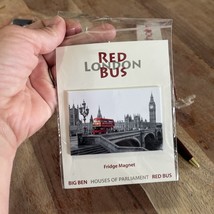 RED
LONDON
BUS
Fridge Magnet
BIG BEN HOUSES OF PARLIAMENT RED BUS